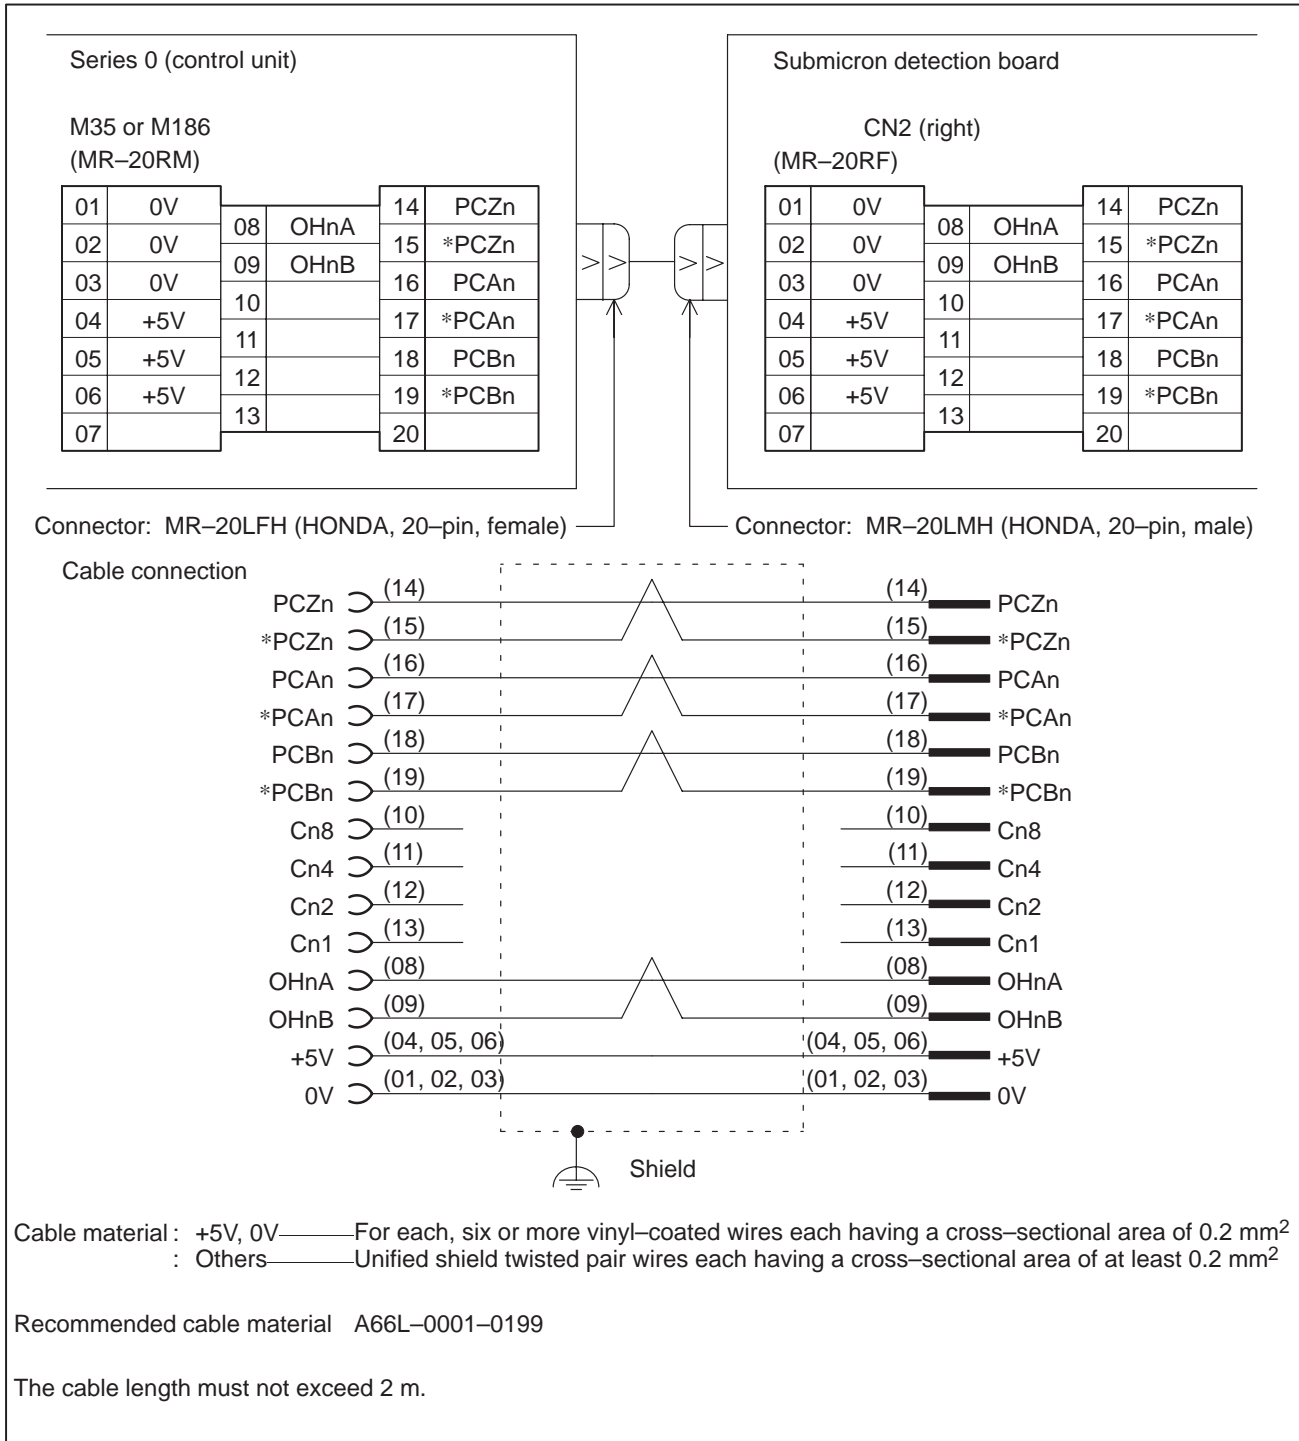 Series 0 (control unit)
Submicron detection board
M35 or M186
(MR–20RM)
CN2 (right)
(MR–20RF)
01 0V
02 0V
03 0V
04 +5V
05 +5V
06 +5V
07
08 OHnA
09 OHnB
10
11
12
13
14 PCZn
15 *PCZn
16 PCAn
17 *PCAn
18 PCBn
19 *PCBn
20
01 0V
02 0V
03 0V
04 +5V
05 +5V
06 +5V
07
08 OHnA
09 OHnB
10
11
12
13
14 PCZn
15 *PCZn
16 PCAn
17 *PCAn
18 PCBn
19 *PCBn
20
Connector: MR–20LFH (HONDA, 20–pin, female)
Connector: MR–20LMH (HONDA, 20–pin, male)
Cable connection
PCZn (14) (14) PCZn
*PCZn (15) (15) *PCZn
PCAn (16) (16) PCAn
*PCAn (17) (17) *PCAn
PCBn (18) (18) PCBn
*PCBn (19) (19) *PCBn
Cn8 (10) (10) Cn8
Cn4 (11) (11) Cn4
Cn2 (12) (12) Cn2
Cn1 (13) (13) Cn1
OHnA (08) (08) OHnA
OHnB (09) (09) OHnB
+5V (04, 05, 06) (04, 05, 06) +5V
0V (01, 02, 03) (01, 02, 03) 0V
Shield
Cable material : +5V, 0V For each, six or more vinyl–coated wires each having a cross–sectional area of 0.2 mm2
: Others Unified shield twisted pair wires each having a cross–sectional area of at least 0.2 mm2
Recommended cable material A66L–0001–0199
The cable length must not exceed 2 m.